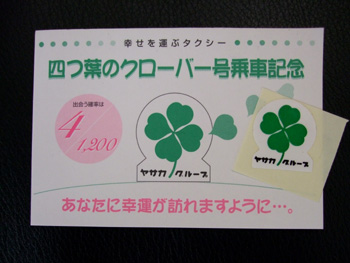 幸せを運ぶタクシー
四つ葉のクローバー号乗車記念
出会う確率は
4/1,200
ヤサカグループ
ヤサカグループ
あなたに幸運が訪れますように…。